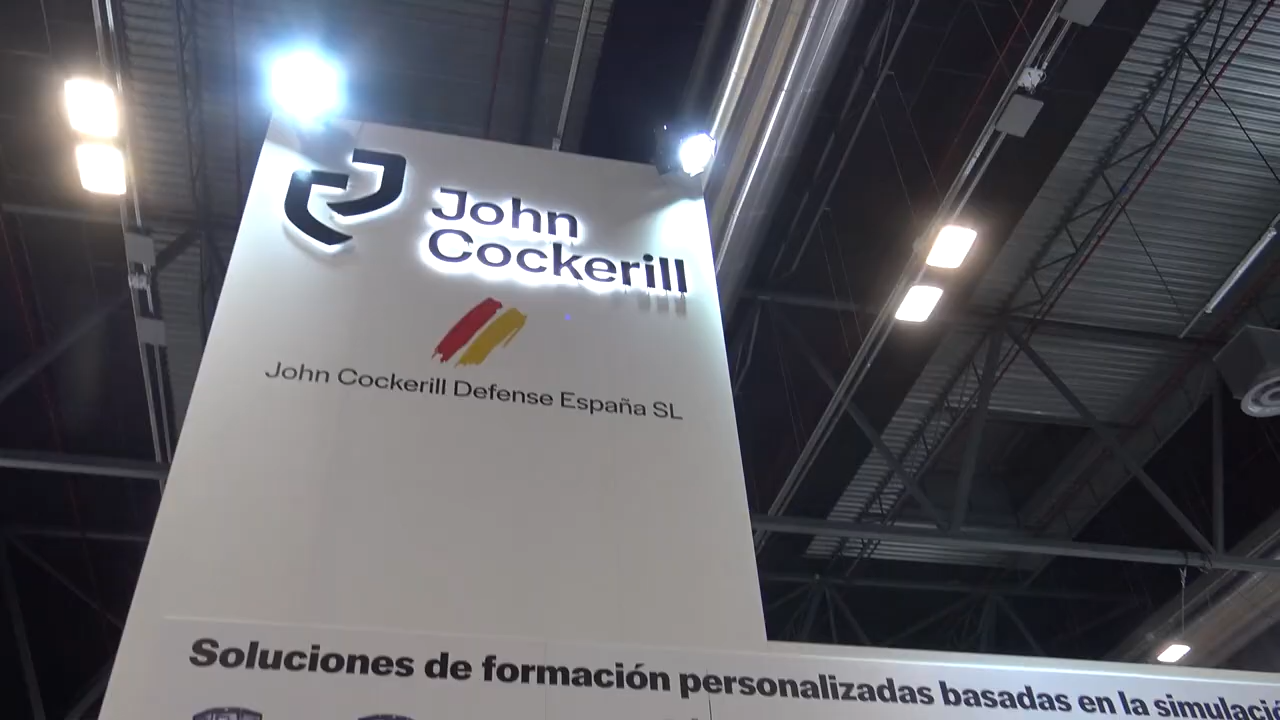 John
Cockerill
John Cockerill Defense España SL
Soluciones de formación personalizadas basadas en la